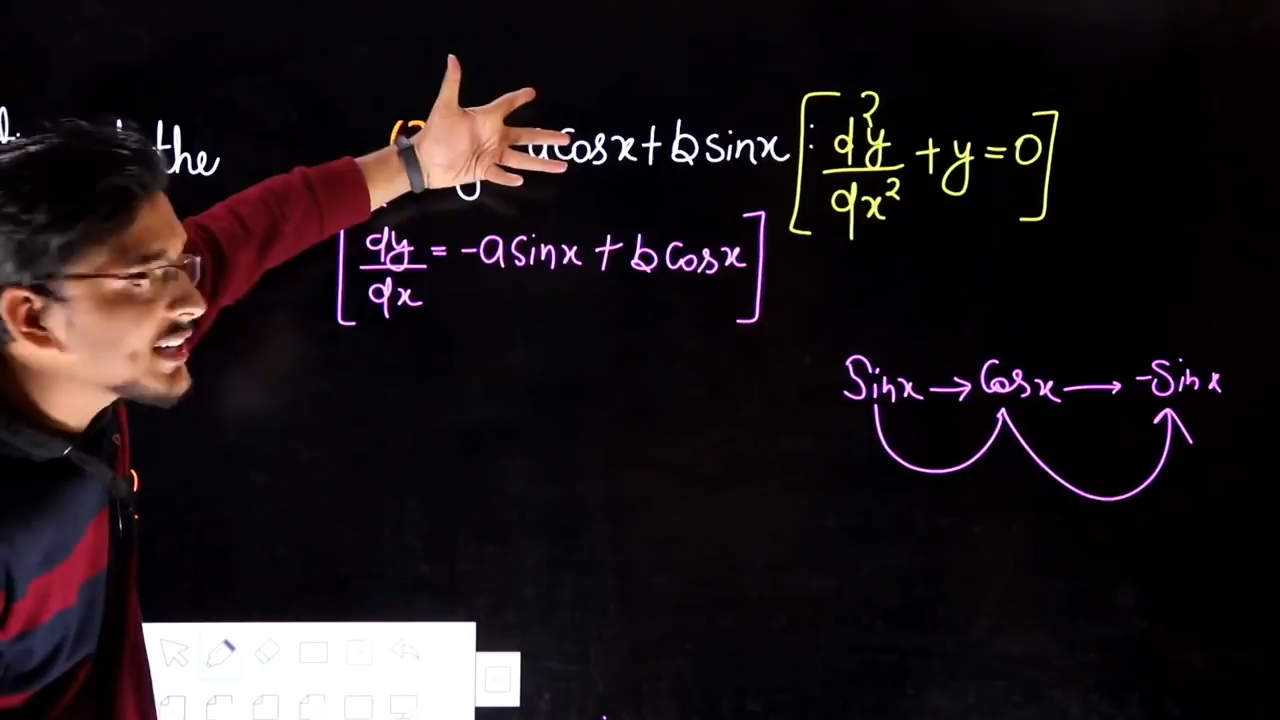 the
y acosx+bsinx [: d²y/dx² + y = 0]
[dy/dx = -asinx + bcosx]
Sinx → Cosx → -Sinx